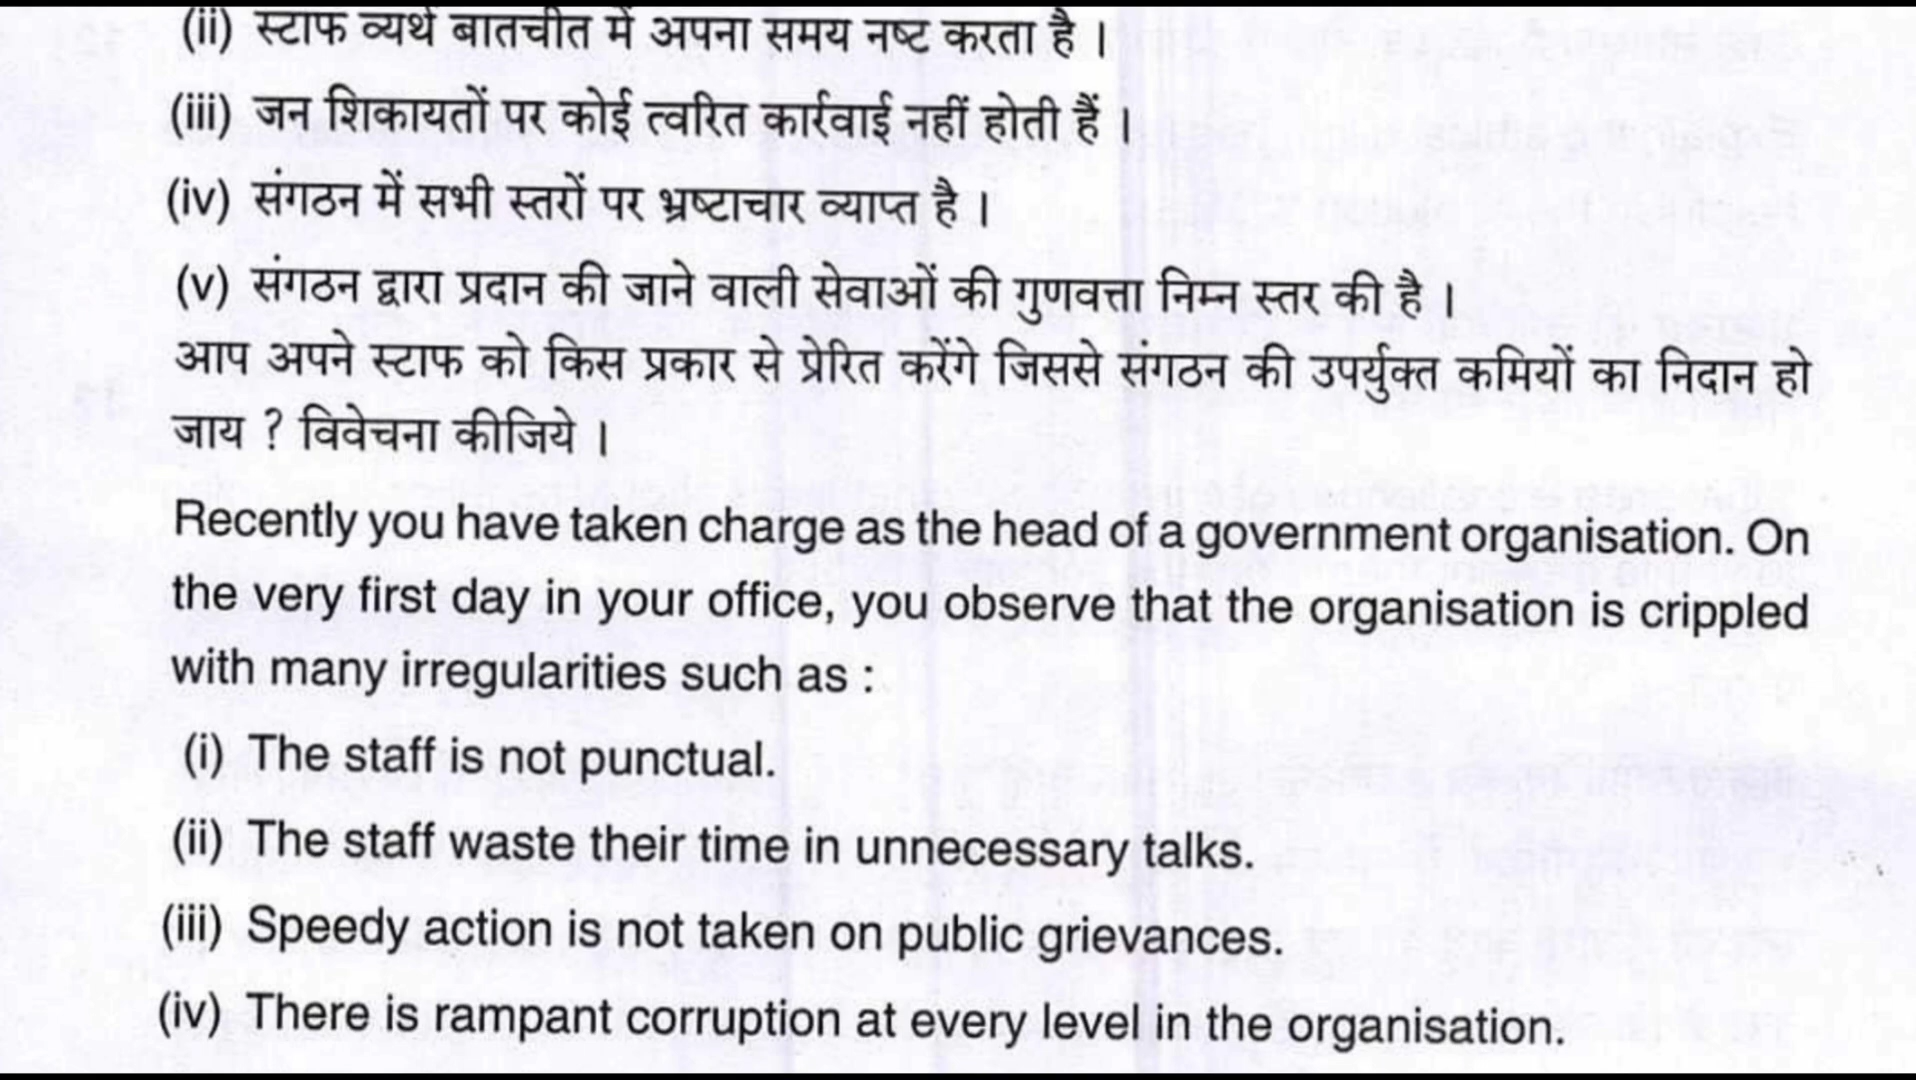 (ii) स्टाफ व्यर्थ बातचीत में अपना समय नष्ट करता है ।
(iii) जन शिकायतों पर कोई त्वरित कार्रवाई नहीं होती हैं ।
(iv) संगठन में सभी स्तरों पर भ्रष्टाचार व्याप्त है ।
(v) संगठन द्वारा प्रदान की जाने वाली सेवाओं की गुणवत्ता निम्न स्तर की है ।
आप अपने स्टाफ को किस प्रकार से प्रेरित करेंगे जिससे संगठन की उपर्युक्त कमियों का निदान हो
जाय ? विवेचना कीजिये ।
Recently you have taken charge as the head of a government organisation. On
the very first day in your office, you observe that the organisation is crippled
with many irregularities such as :
(i) The staff is not punctual.
(ii) The staff waste their time in unnecessary talks.
(iii) Speedy action is not taken on public grievances.
(iv) There is rampant corruption at every level in the organisation.